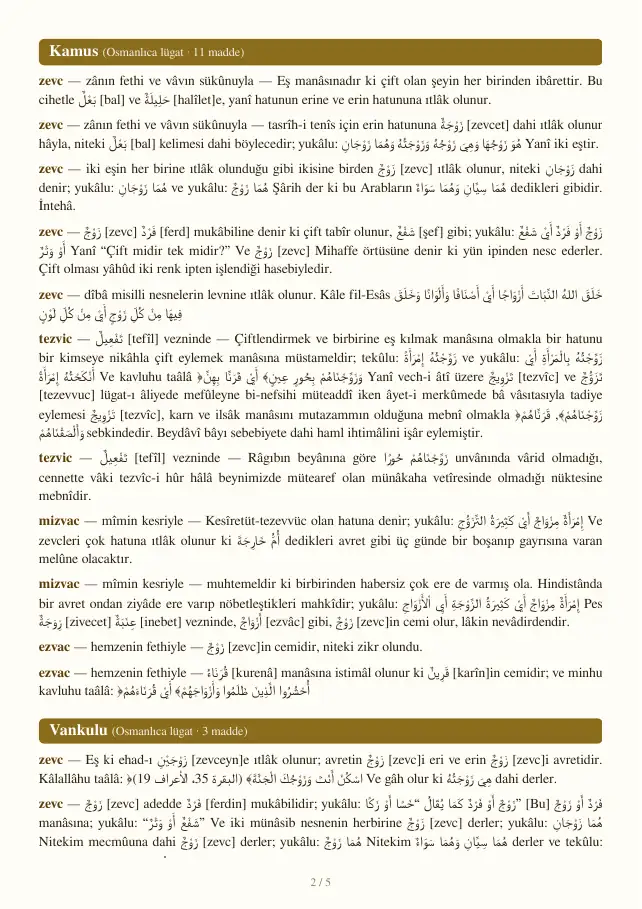 Kamus (Osmanlıca lügat · 11 madde)
zevc — zânın fethi ve vâvın sükûnuyla — Eş manâsınadır ki çift olan şeyin her birinden ibârettir. Bu
cihetle بَعْلٌ [bal] ve حَلِيلَةٌ [halîlet]e, yanî hatunun erine ve erin hatununa ıtlâk olunur.
zevc — zânın fethi ve vâvın sükûnuyla — tasrîh-i tenîs için erin hatununa زَوْجَةٌ [zevcet] dahi ıtlâk olunur
hâyla, niteki بَعْلٌ [bal] kelimesi dahi böylecedir; yukâlu: هُوَ زَوْجُهَا وَهِيَ زَوْجُهُ وَزَوْجَتُهُ وَهُمَا زَوْجَانِ Yanî iki eştir.
zevc — iki eşin her birine ıtlâk olunduğu gibi ikisine birden زَوْجٌ [zevc] ıtlâk olunur, niteki زَوْجَانِ dahi
denir; yukâlu: هُمَا زَوْجَانِ ve yukâlu: هُمَا زَوْجٌ Şârih der ki bu Arabların هُمَا سِيَّانِ وَهُمَا سَوَاءٌ dedikleri gibidir.
İntehâ.
zevc — زَوْجٌ [zevc] فَرْدٌ [ferd] mukâbiline denir ki çift tabîr olunur, شَفْعٌ [şef] gibi; yukâlu: زَوْجٌ أَوْ فَرْدٌ أَيْ شَفْعٌ
أَوْ وَتْرٌ Yanî “Çift midir tek midir?” Ve زَوْجٌ [zevc] Mihaffe örtüsüne denir ki yün ipinden nesc ederler.
Çift olması yâhûd iki renk ipten işlendiği hasebiyledir.
zevc — dîbâ misilli nesnelerin levnine ıtlâk olunur. Kâle fil-Esâs خَلَقَ اللهُ النَّبَاتَ أَزْوَاجًا أَيْ أَصْنَافًا وَأَلْوَانًا وَخَلَقَ
فِيهَا مِنْ كُلِّ زَوْجٍ أَيْ مِنْ كُلِّ لَوْنٍ
tezvic — تَفْعِيلٌ [tefîl] vezninde — Çiftlendirmek ve birbirine eş kılmak manâsına olmakla bir hatunu
bir kimseye nikâhla çift eylemek manâsına müstameldir; tekûlu: زَوَّجْتُهُ إِمْرَأَةً ve yukâlu: زَوَّجْتُهُ بِالْمَرْأَةِ أَيْ
أَنْكَحْتُهُ إِمْرَأَةً Ve kavluhu taâlâ ﴿وَزَوَّجْنَاهُمْ بِحُورٍ عِينٍ﴾ أَيْ قَرَنَّا بِهِنَّ Yanî vech-i âtî üzere تَزْوِيجٌ [tezvîc] ve تَزَوُّجٌ
[tezevvuc] lügat-ı âliyede mefûleyne bi-nefsihi müteaddî iken âyet-i merkûmede bâ vâsıtasıyla tadiye
eylemesi تَزْوِيجٌ [tezvîc], karn ve ilsâk manâsını mutazammın olduğuna mebnî olmakla ﴿زَوَّجْنَاهُمْ﴾, قَرَنَّاهُمْ
وَأَلْصَقْنَاهُمْ sebkindedir. Beydâvî bâyı sebebiyete dahi haml ihtimâlini işâr eylemiştir.
tezvic — تَفْعِيلٌ [tefîl] vezninde — Râgıbın beyânına göre زَوَّجْنَاهُمْ حُورًا unvânında vârid olmadığı,
cennette vâki tezvîc-i hûr hâlâ beynimizde mütearef olan münâkaha vetîresinde olmadığı nüktesine
mebnîdir.
mizvac — mîmin kesriyle — Kesîretüt-tezevvüc olan hatuna denir; yukâlu: إِمْرَأَةٌ مِزْوَاجٌ أَيْ كَثِيرَةُ التَّزَوُّجِ Ve
zevcleri çok hatuna ıtlâk olunur ki أُمُّ خَارِجَةَ dedikleri avret gibi üç günde bir boşanıp gayrısına varan
melûne olacaktır.
mizvac — mîmin kesriyle — muhtemeldir ki birbirinden habersiz çok ere de varmış ola. Hindistânda
bir avret ondan ziyâde ere varıp nöbetleştikleri mahkîdir; yukâlu: إِمْرَأَةٌ مِزْوَاجٌ أَيْ كَثِيرَةُ الزِّوَجَةِ أَيِ الْأَزْوَاجِ Pes
زِوَجَةٌ [zivecet] عِنَبَةٌ [inebet] vezninde, أَزْوَاجٌ [ezvâc] gibi, زَوْجٌ [zevc]in cemi olur, lâkin nevâdirdendir.
ezvac — hemzenin fethiyle — زَوْجٌ [zevc]in cemidir, niteki zikr olundu.
ezvac — hemzenin fethiyle — قُرَنَاءُ [kurenâ] manâsına istimâl olunur ki قَرِينٌ [karîn]in cemidir; ve minhu
kavluhu taâlâ: ﴿أُحْشُرُوا الَّذِينَ ظَلَمُوا وَأَزْوَاجَهُمْ﴾ أَيْ قُرَنَاءَهُمْ
Vankulu (Osmanlıca lügat · 3 madde)
zevc — Eş ki ehad-ı زَوْجَيْنِ [zevceyn]e ıtlâk olunur; avretin زَوْجٌ [zevc]i eri ve erin زَوْجٌ [zevc]i avretidir.
Kâlallâhu taâlâ: ﴿اسْكُنْ أَنْتَ وَزَوْجُكَ الْجَنَّةَ﴾ (البقرة 35، الأعراف 19) Ve gâh olur ki هِيَ زَوْجَتُهُ dahi derler.
zevc — زَوْجٌ [zevc] adedde فَرْدٌ [ferdin] mukâbilidir; yukâlu: زَوْجٌ أَوْ فَرْدٌ كَمَا يُقَالُ “خَسًا أَوْ زَكًا” [Bu] فَرْدٌ أَوْ زَوْجٌ
manâsına; yukâlu: “شَفْعٌ أَوْ وَتْرٌ” Ve iki münâsib nesnenin herbirine زَوْجٌ [zevc] derler; yukâlu: هُمَا زَوْجَانِ
Nitekim mecmûuna dahi زَوْجٌ [zevc] derler; yukâlu: هُمَا زَوْجٌ Nitekim هُمَا سِيَّانِ وَهُمَا سَوَاءٌ derler ve tekûlu:
2 / 5